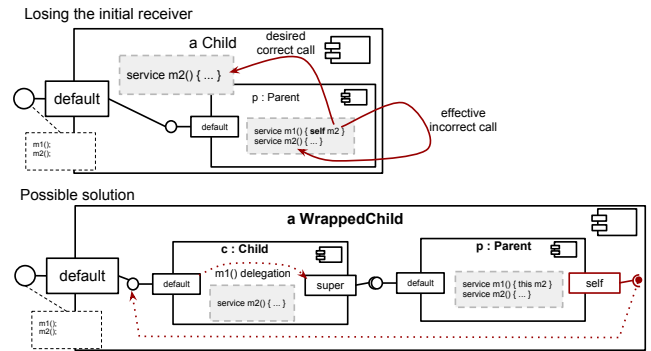 Losing the initial receiver
a Child
desired
correct call
service m2() { ... }
default
p : Parent
default
service m1() { self m2 }
service m2() { ... }
effective
incorrect call
m1();
m2();
Possible solution
a WrappedChild
default
c : Child
default
m1() delegation
service m2() { ... }
super
p : Parent
default
service m1() { this m2 }
service m2() { ... }
self
m1();
m2();